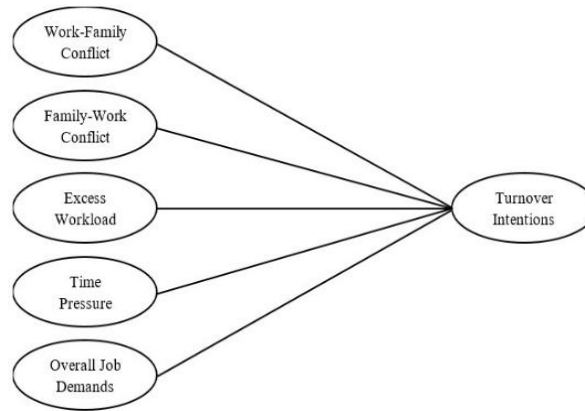 Work-Family
Conflict
Family-Work
Conflict
Excess
Workload
Turnover
Intentions
Time
Pressure
Overall Job
Demands